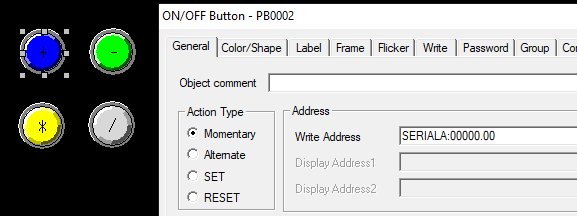 ON/OFF Button - PB0002
General Color/Shape Label Frame Flicker Write Password Group Co
Object comment
Action Type
Momentary
Alternate
SET
RESET
Address
Write Address SERIALA:00000.00
Display Address1
Display Address2
+ -
* /